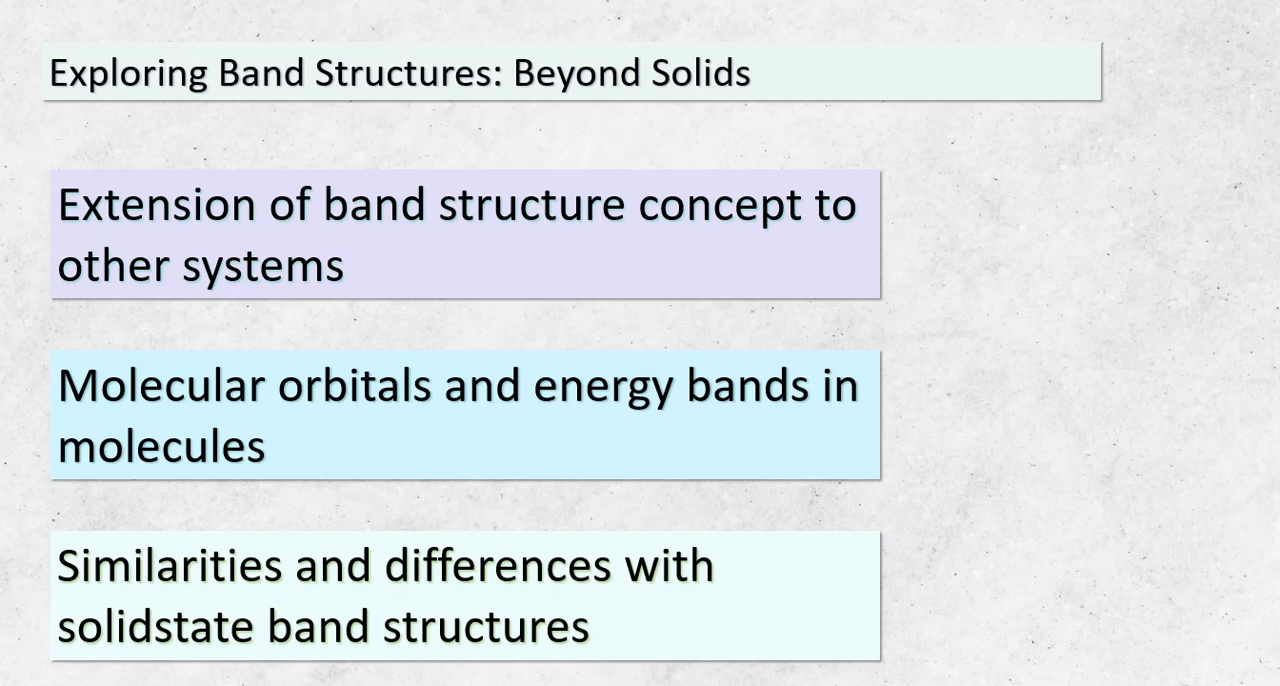 Exploring Band Structures: Beyond Solids
Extension of band structure concept to
other systems
Molecular orbitals and energy bands in
molecules
Similarities and differences with
solidstate band structures